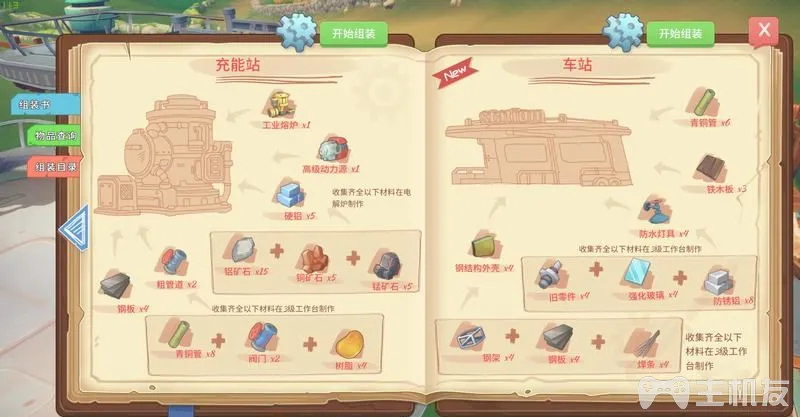 113
开始组装
开始组装
X
组装书
物品查询
组装目录
充能站
工业熔炉 x1
高级动力源 x1
收集齐全以下材料在电
解炉制作
硬铝 x5
铝矿石 x15
铜矿石 x5
锰矿石 x5
粗管道 x2
钢板 x4
收集齐全以下材料在3级工作台制作
青铜管 x8
阀门 x2
树脂 x4
New
车站
STATION
青铜管 x6
铁木板 x3
防水灯具 x4
收集齐全以下材料在3级工作台制作
钢结构外壳 x4
旧零件 x4
强化玻璃 x4
防锈铝 x8
钢架 x4
钢板 x4
焊条 x4
收集齐全以下
材料在3级工作
台制作
主机友